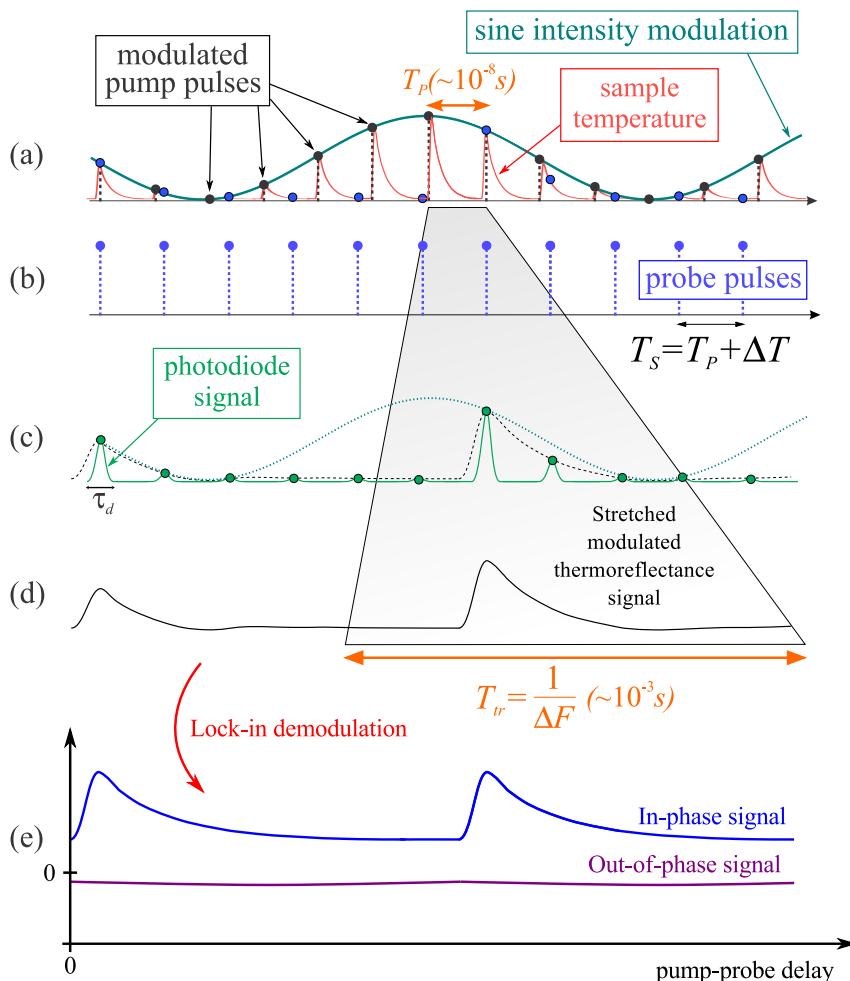 sine intensity modulation
modulated
pump pulses
T_P(~10^-8 s)
sample
temperature
(a)
(b)
probe pulses
T_S=T_P+ΔT
photodiode
signal
(c)
τ_d
Stretched
modulated
thermoreflectance
signal
(d)
T_tr=1/ΔF (~10^-3 s)
Lock-in demodulation
In-phase signal
(e)
0
Out-of-phase signal
0
pump-probe delay